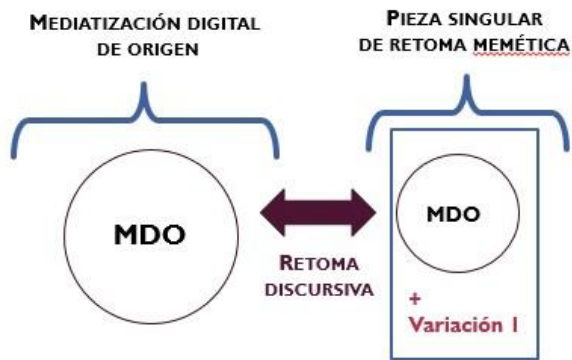 MEDIATIZACIÓN DIGITAL
DE ORIGEN
PIEZA SINGULAR
DE RETOMA MEMÉTICA
MDO
RETOMA
DISCURSIVA
MDO
+
Variación 1